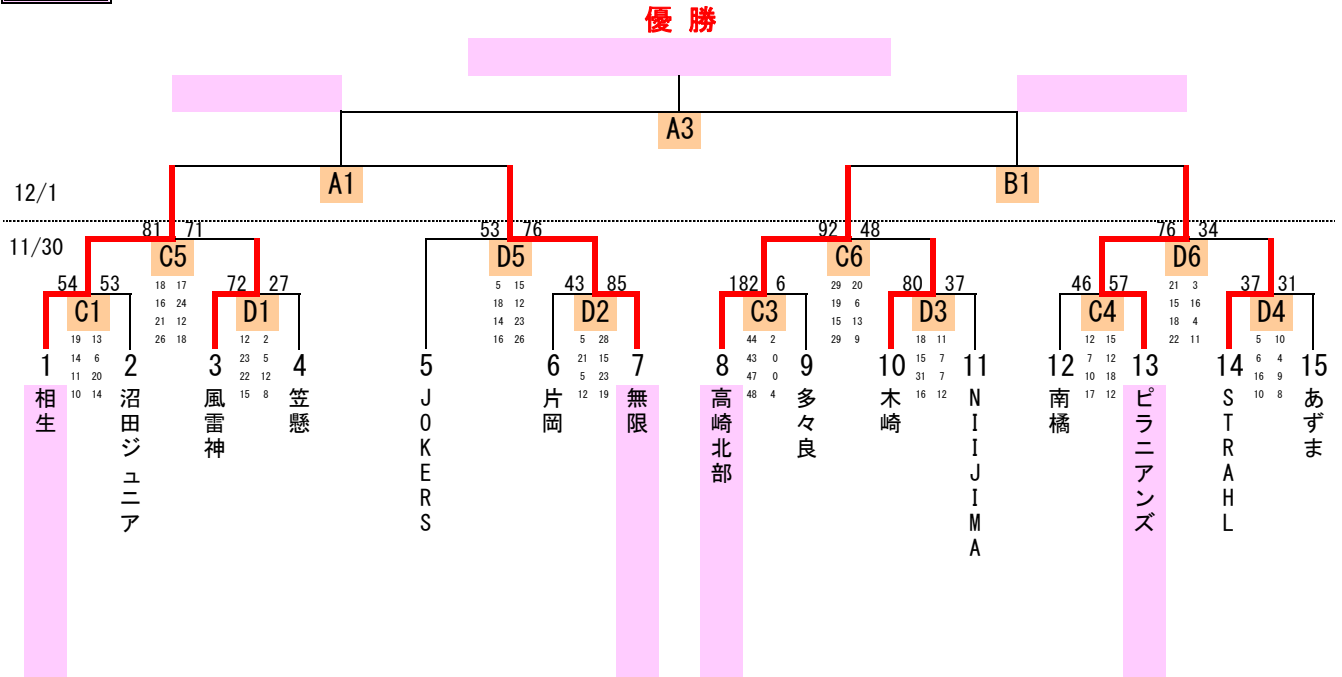 優 勝
A3
A1
B1
12/1
11/30
81 71
53 76
92 48
76 34
C5
D5
C6
D6
18 17
16 24
21 12
26 18
5 15
18 12
14 23
16 26
29 20
19 6
15 13
29 9
21 3
15 16
18 4
22 11
54 53
72 27
43 85
182 6
80 37
46 57
37 31
C1
D1
D2
C3
D3
C4
D4
19 13
14 6
11 20
10 14
12 2
23 5
22 12
15 8
5 28
21 15
5 23
12 19
44 2
43 0
47 0
48 4
18 11
15 7
31 7
16 12
12 15
7 12
10 18
17 12
5 10
6 4
16 9
10 8
1
相生
2
沼田ジュニア
3
風雷神
4
笠懸
5
JOKERS
6
片岡
7
無限
8
高崎北部
9
多々良
10
木崎
11
NIIJIMA
12
南橘
13
ピラニアンズ
14
STRAHL
15
あずま